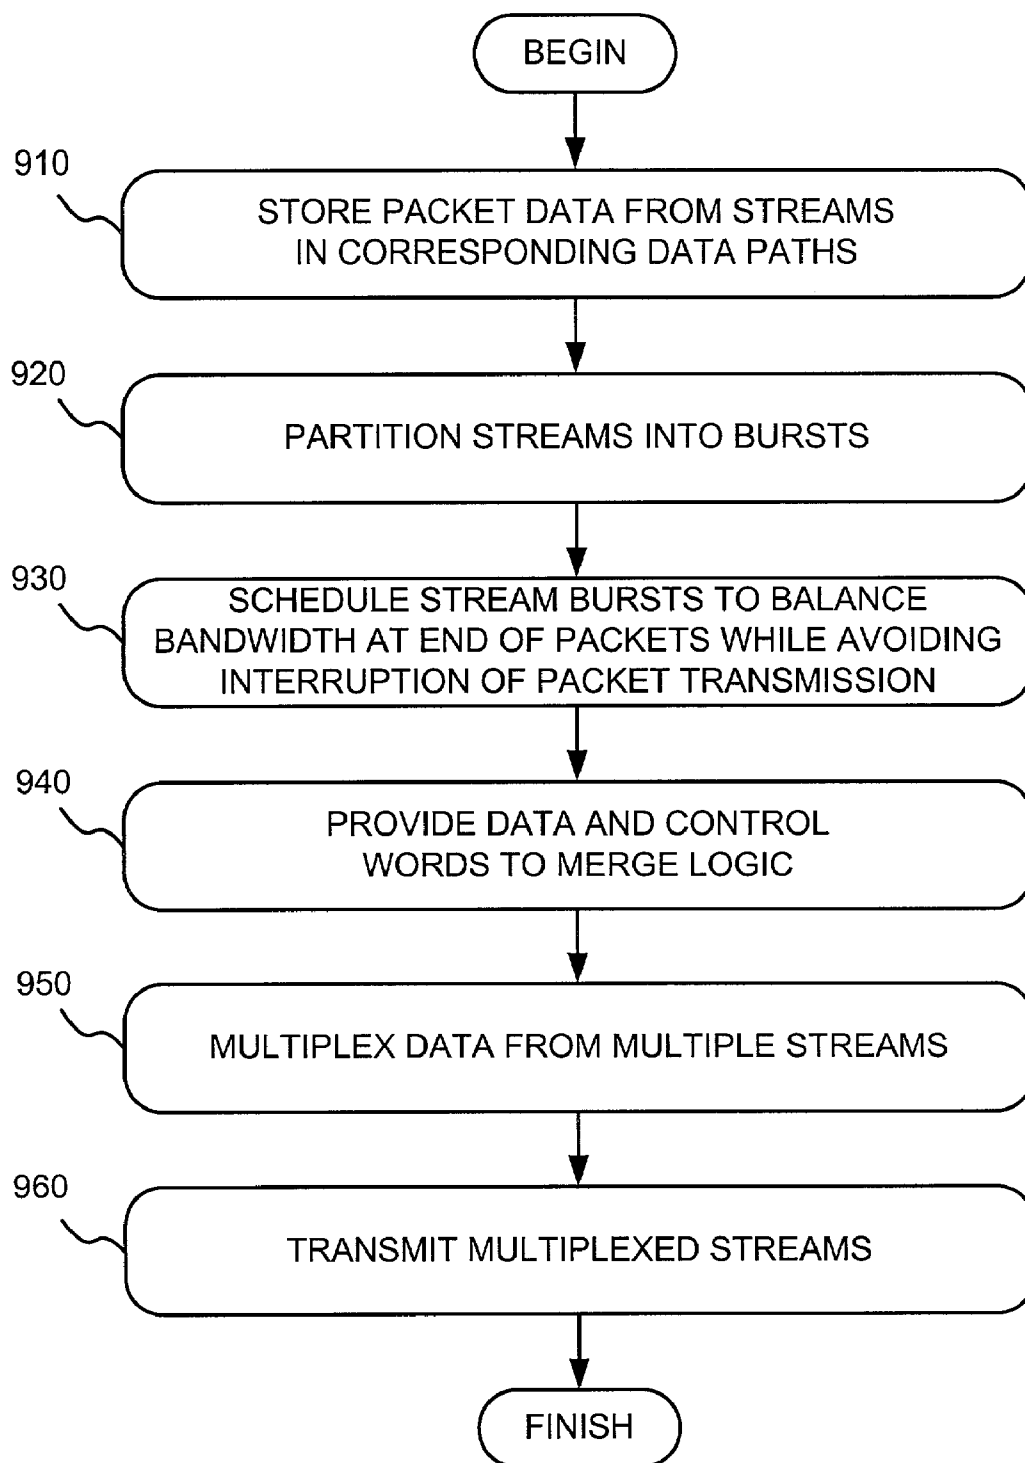 BEGIN
910
STORE PACKET DATA FROM STREAMS
IN CORRESPONDING DATA PATHS
920
PARTITION STREAMS INTO BURSTS
930
SCHEDULE STREAM BURSTS TO BALANCE
BANDWIDTH AT END OF PACKETS WHILE AVOIDING
INTERRUPTION OF PACKET TRANSMISSION
940
PROVIDE DATA AND CONTROL
WORDS TO MERGE LOGIC
950
MULTIPLEX DATA FROM MULTIPLE STREAMS
960
TRANSMIT MULTIPLEXED STREAMS
FINISH